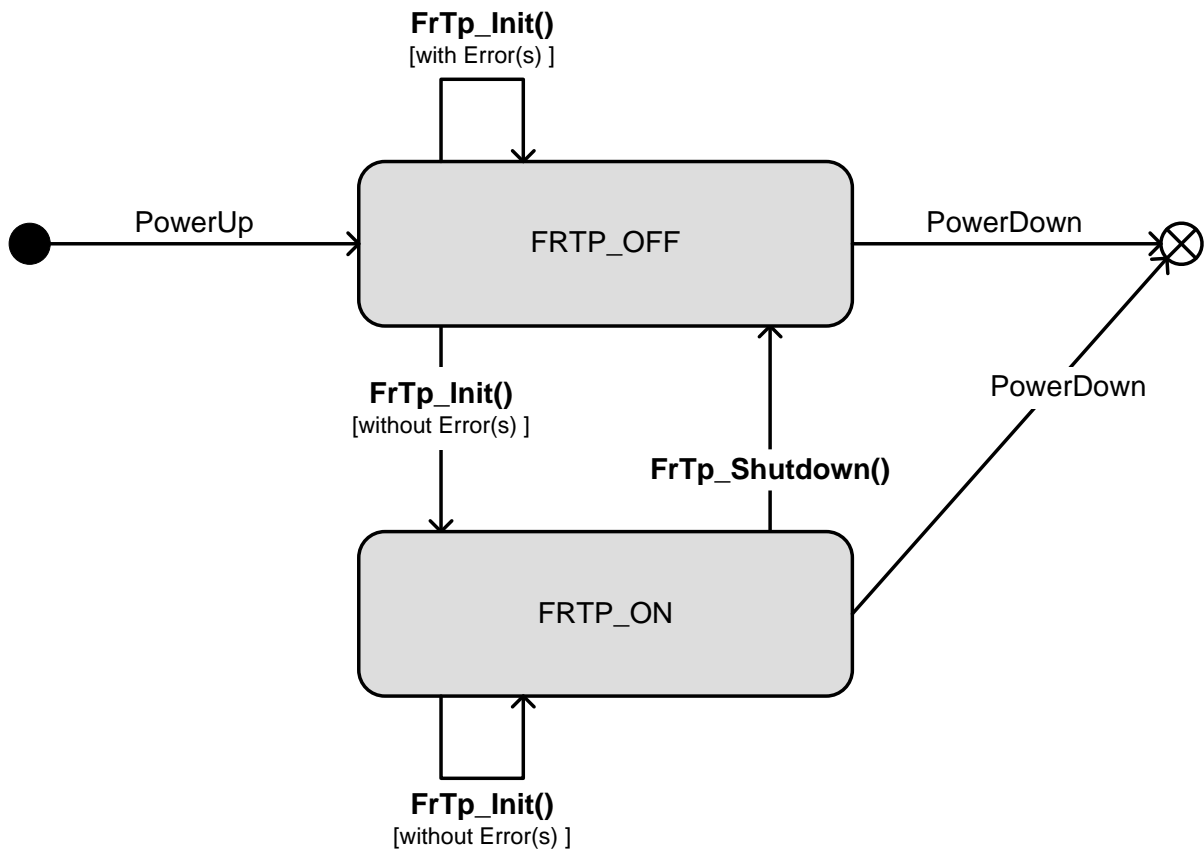 FrTp_Init()
[with Error(s) ]
PowerUp
FRTP_OFF
PowerDown
FrTp_Init()
[without Error(s) ]
PowerDown
FrTp_Shutdown()
FRTP_ON
FrTp_Init()
[without Error(s) ]